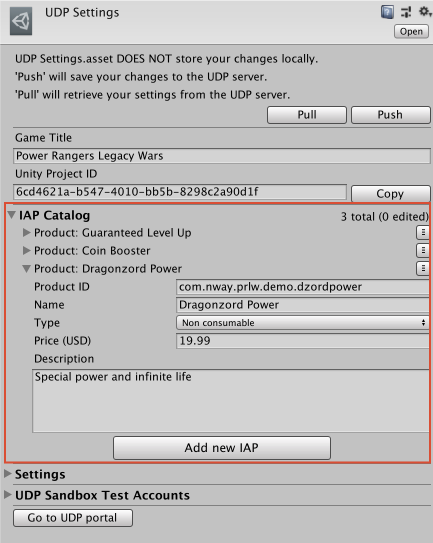 UDP Settings
Open
UDP Settings.asset DOES NOT store your changes locally.
'Push' will save your changes to the UDP server.
'Pull' will retrieve your settings from the UDP server.
Pull Push
Game Title
Power Rangers Legacy Wars
Unity Project ID
6cd4621a-b547-4010-bb5b-8298c2a90d1f Copy
IAP Catalog 3 total (0 edited)
Product: Guaranteed Level Up
Product: Coin Booster
Product: Dragonzord Power
Product ID com.nway.prlw.demo.dzordpower
Name Dragonzord Power
Type Non consumable
Price (USD) 19.99
Description
Special power and infinite life
Add new IAP
Settings
UDP Sandbox Test Accounts
Go to UDP portal